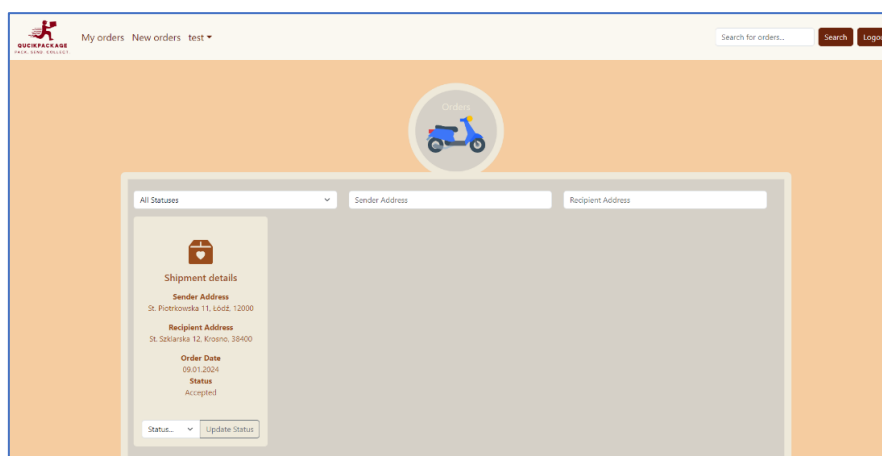 QUCIKPACKAGE
PACK. SEND. COLLECT.
My orders New orders test
Search for orders... Search Logou
Orders
All Statuses Sender Address Recipient Address
Shipment details
Sender Address
St. Piotrkowska 11, Łódź, 12000
Recipient Address
St. Szklarska 12, Krosno, 38400
Order Date
09.01.2024
Status
Accepted
Status... Update Status